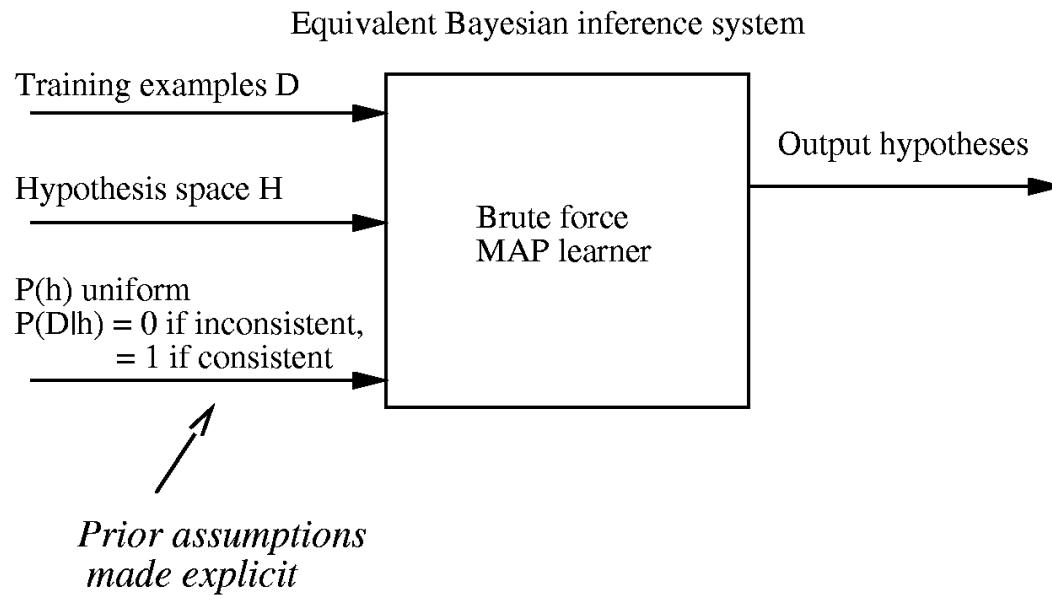 Equivalent Bayesian inference system
Training examples D
Hypothesis space H
P(h) uniform
P(D|h) = 0 if inconsistent,
= 1 if consistent
Brute force
MAP learner
Output hypotheses
Prior assumptions
made explicit